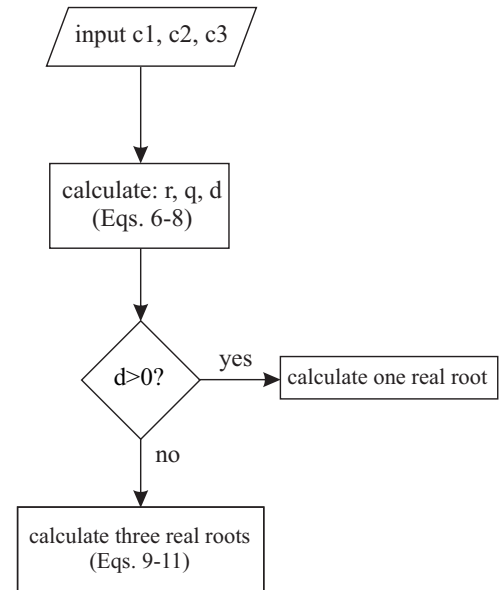 input c1, c2, c3
calculate: r, q, d
(Eqs. 6-8)
d>0?
yes
calculate one real root
no
calculate three real roots
(Eqs. 9-11)